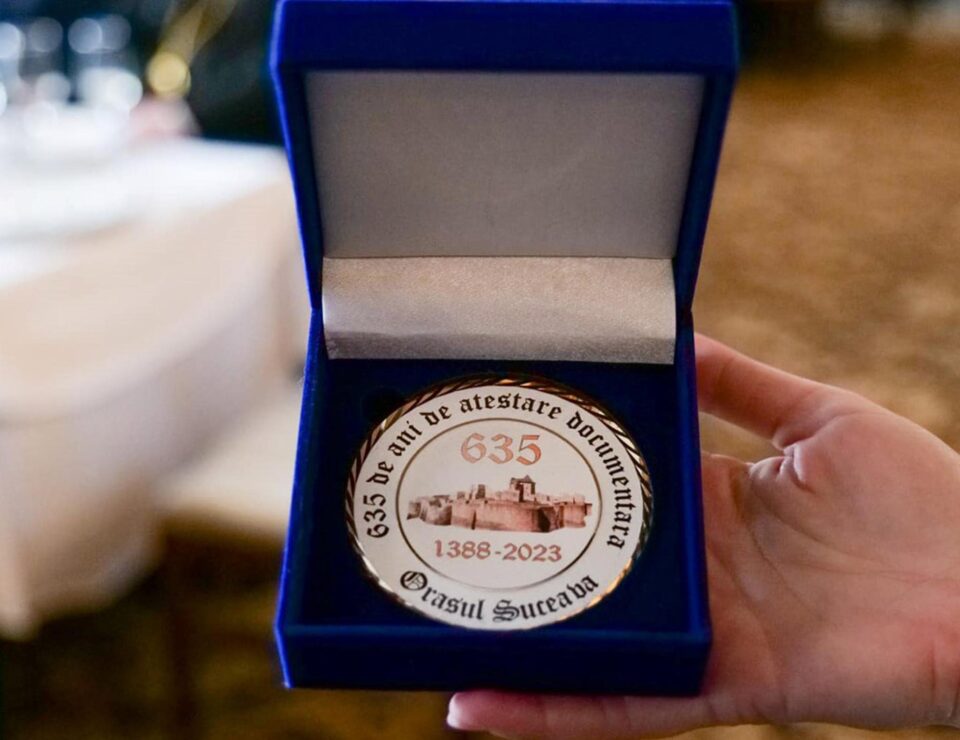 635 de ani de atestare documentara
635
1388-2023
Orasul Suceava